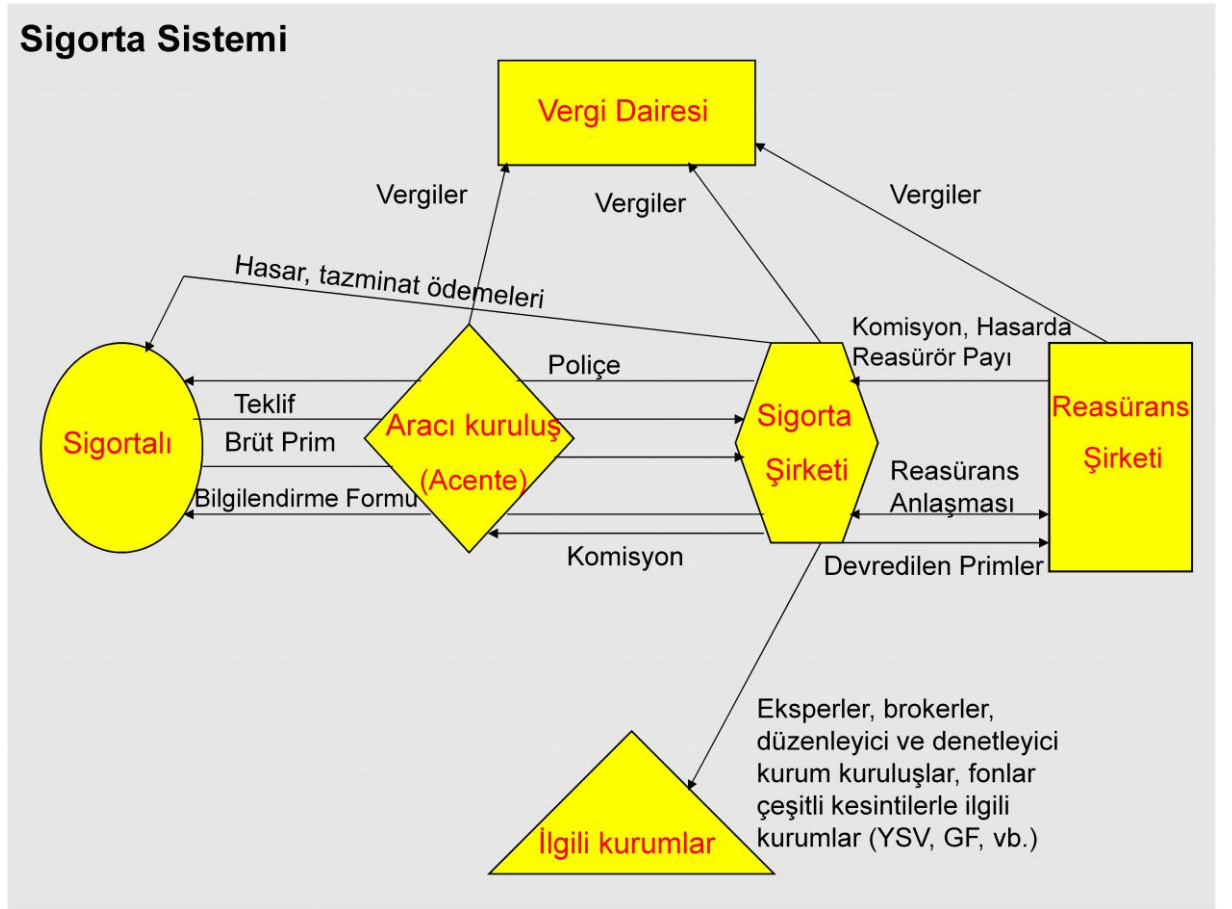 Sigorta Sistemi
Vergi Dairesi
Vergiler
Vergiler
Vergiler
Hasar, tazminat ödemeleri
Komisyon, Hasarda
Reasürör Payı
Poliçe
Teklif
Brüt Prim
Bilgilendirme Formu
Sigortalı
Aracı kuruluş
(Acente)
Sigorta
Şirketi
Reasürans
Şirketi
Reasürans
Anlaşması
Komisyon
Devredilen Primler
Eksperler, brokerler,
düzenleyici ve denetleyici
kurum kuruluşlar, fonlar
çeşitli kesintilerle ilgili
kurumlar (YSV, GF, vb.)
İlgili kurumlar